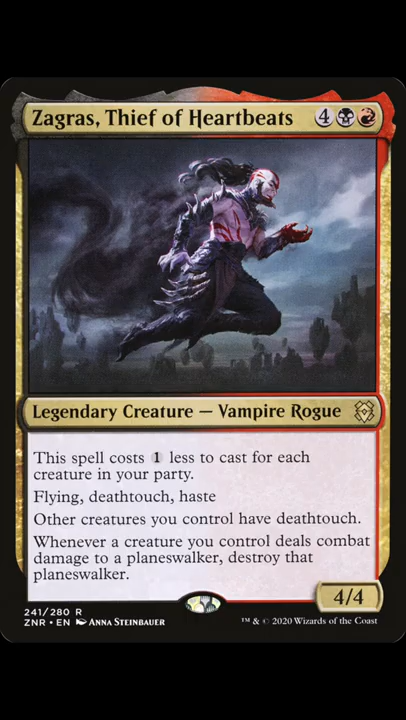 Zagras, Thief of Heartbeats 4
Legendary Creature — Vampire Rogue
This spell costs 1 less to cast for each
creature in your party.
Flying, deathtouch, haste
Other creatures you control have deathtouch.
Whenever a creature you control deals combat
damage to a planeswalker, destroy that
planeswalker.
4/4
241/280 R
ZNR • EN Anna Steinbauer
™ & © 2020 Wizards of the Coast